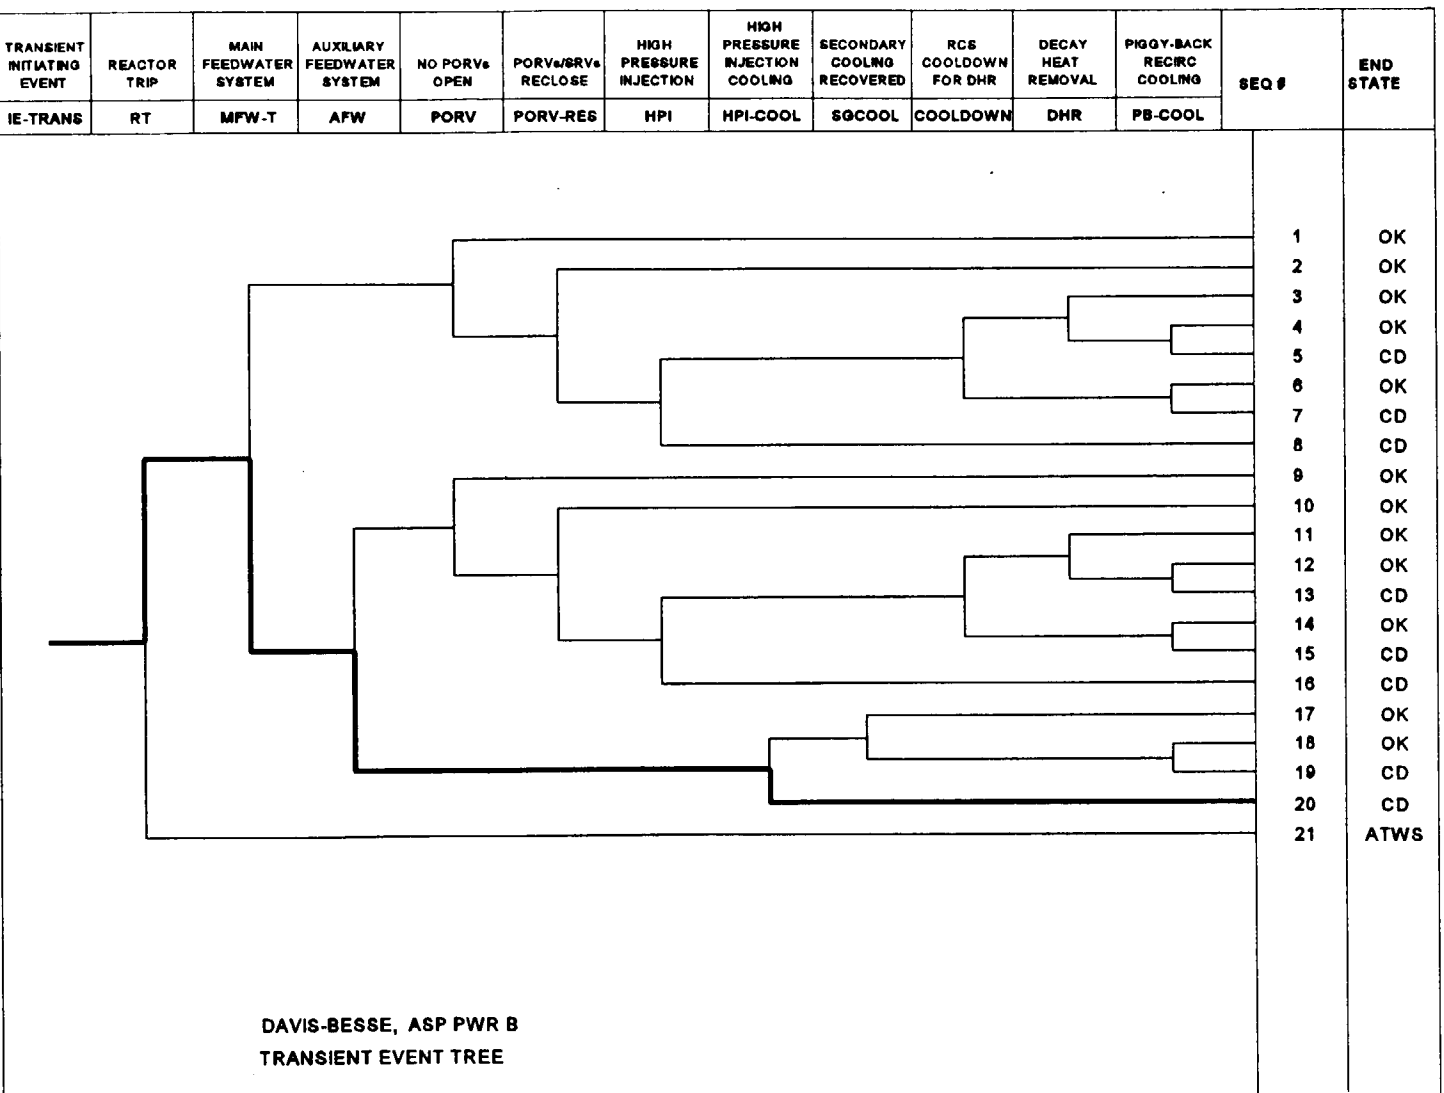 TRANSIENT INITIATING EVENT
REACTOR TRIP
MAIN FEEDWATER SYSTEM
AUXILIARY FEEDWATER SYSTEM
NO PORVs OPEN
PORVs/SRVs RECLOSE
HIGH PRESSURE INJECTION
HIGH PRESSURE INJECTION COOLING
SECONDARY COOLING RECOVERED
RCS COOLDOWN FOR DHR
DECAY HEAT REMOVAL
PIGGY-BACK RECIRC COOLING
SEQ #
END STATE
IE-TRANS RT MFW-T AFW PORV PORV-RES HPI HPI-COOL SGCOOL COOLDOWN DHR PB-COOL
1 OK
2 OK
3 OK
4 OK
5 CD
6 OK
7 CD
8 CD
9 OK
10 OK
11 OK
12 OK
13 CD
14 OK
15 CD
16 CD
17 OK
18 OK
19 CD
20 CD
21 ATWS
DAVIS-BESSE, ASP PWR B
TRANSIENT EVENT TREE